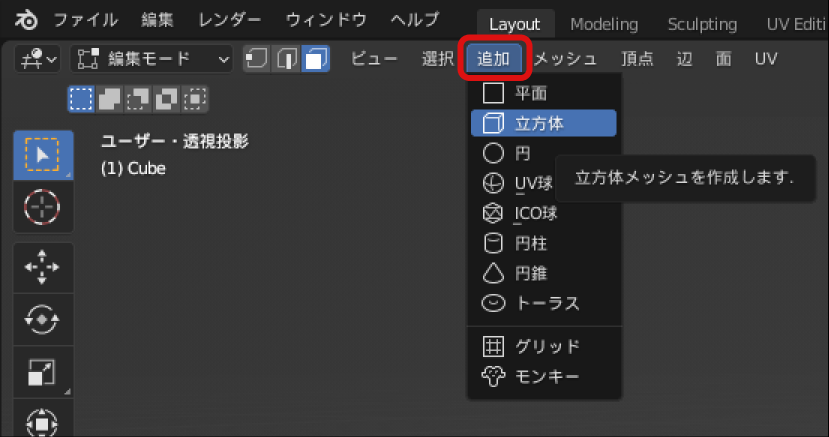 ファイル 編集 レンダー ウィンドウ ヘルプ Layout Modeling Sculpting UV Editi
編集モード ビュー 選択 追加 メッシュ 頂点 辺 面 UV
平面
立方体
円
UV球
ICO球
円柱
円錐
トーラス
グリッド
モンキー
立方体メッシュを作成します.
ユーザー・透視投影
(1) Cube